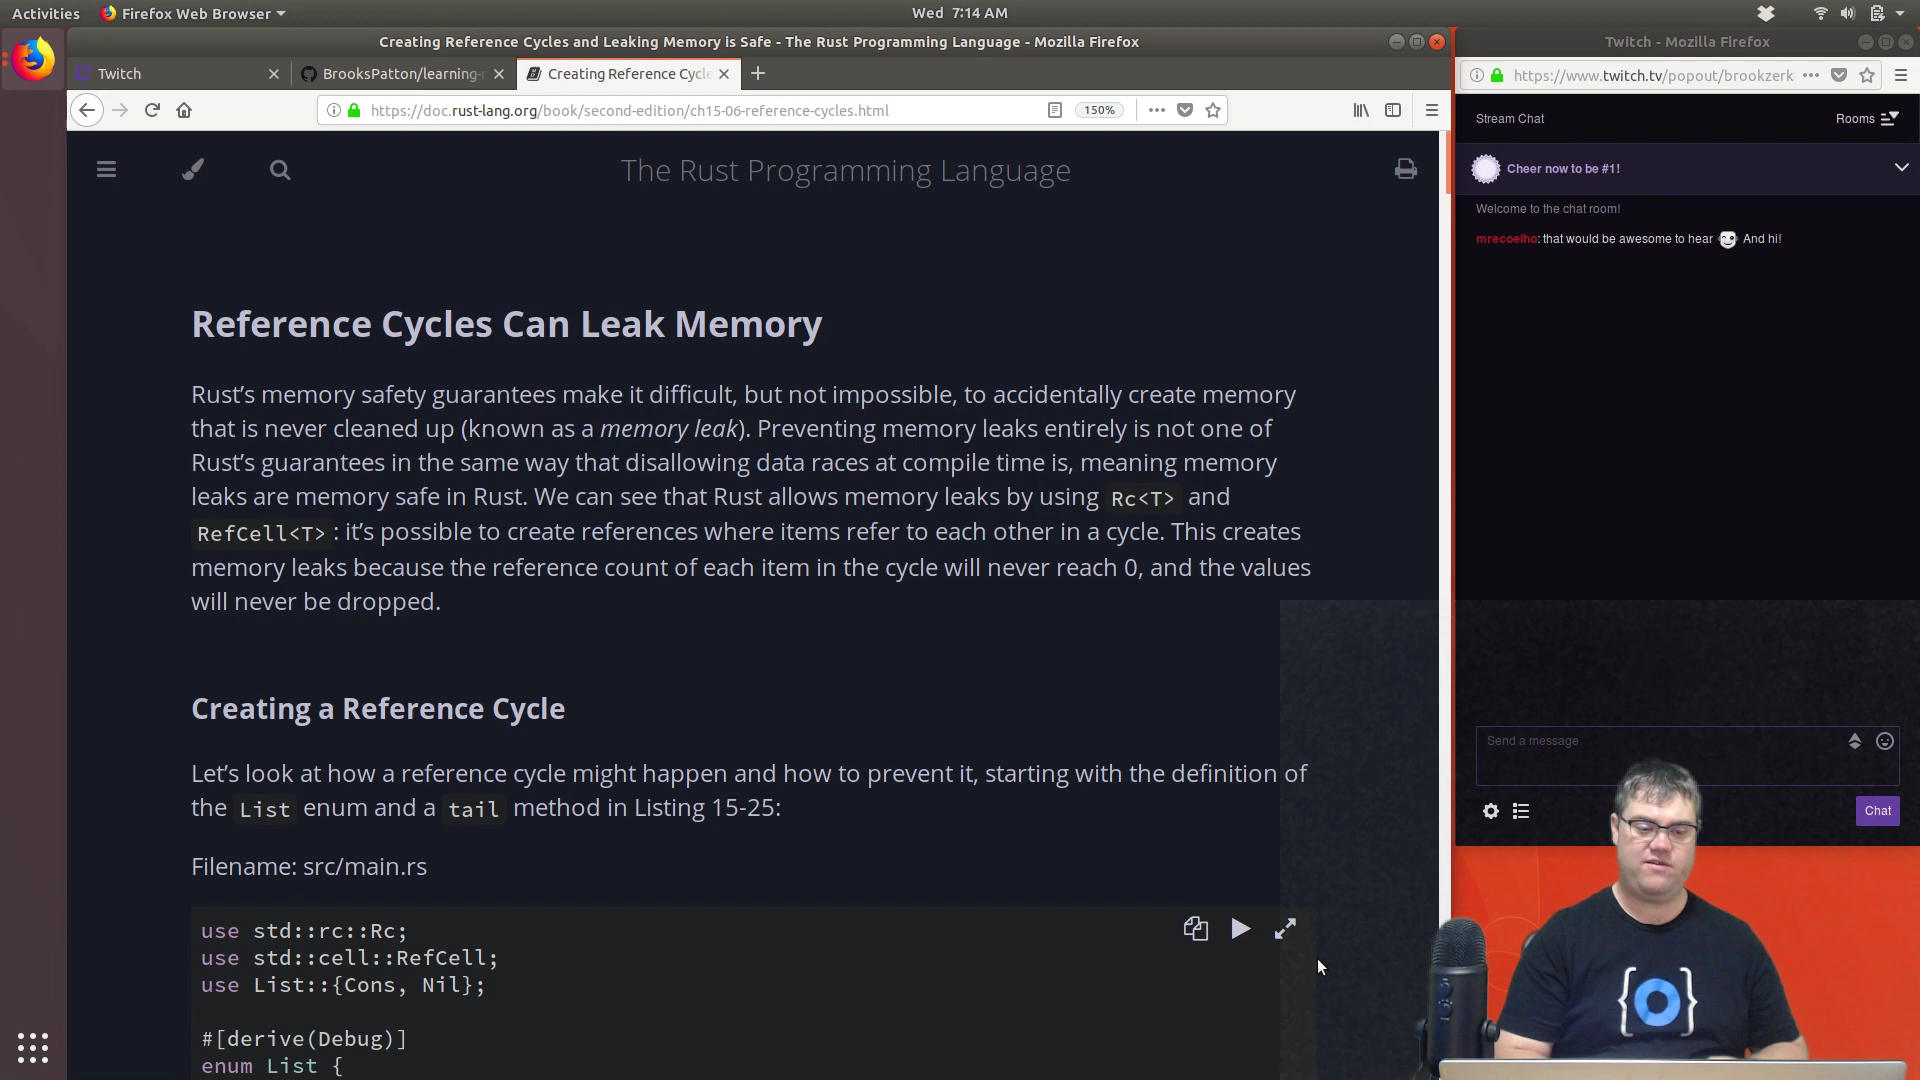 Activities
Firefox Web Browser
Wed 7:14 AM
Creating Reference Cycles and Leaking Memory is Safe - The Rust Programming Language - Mozilla Firefox
Twitch - Mozilla Firefox
Twitch
BrooksPatton/learning-r
Creating Reference Cycle
https://doc.rust-lang.org/book/second-edition/ch15-06-reference-cycles.html
150%
https://www.twitch.tv/popout/brookzerk
Stream Chat
Rooms
The Rust Programming Language
Cheer now to be #1!
Welcome to the chat room!
mrecoelho: that would be awesome to hear And hi!
Reference Cycles Can Leak Memory
Rust’s memory safety guarantees make it difficult, but not impossible, to accidentally create memory
that is never cleaned up (known as a memory leak). Preventing memory leaks entirely is not one of
Rust’s guarantees in the same way that disallowing data races at compile time is, meaning memory
leaks are memory safe in Rust. We can see that Rust allows memory leaks by using Rc<T> and
RefCell<T>: it’s possible to create references where items refer to each other in a cycle. This creates
memory leaks because the reference count of each item in the cycle will never reach 0, and the values
will never be dropped.
Creating a Reference Cycle
Let’s look at how a reference cycle might happen and how to prevent it, starting with the definition of
the List enum and a tail method in Listing 15-25:
Filename: src/main.rs
use std::rc::Rc;
use std::cell::RefCell;
use List::{Cons, Nil};
#[derive(Debug)]
enum List {
Send a message
Chat